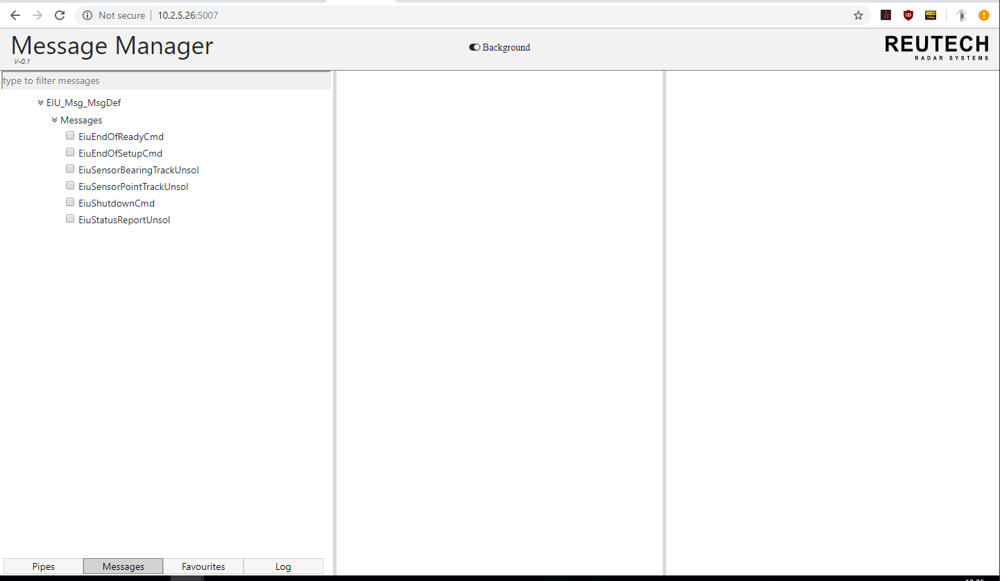 Not secure
10.2.5.26:5007
Message Manager
V-0.1
Background
REUTECH
RADAR SYSTEMS
type to filter messages
EIU_Msg_MsgDef
Messages
EiuEndOfReadyCmd
EiuEndOfSetupCmd
EiuSensorBearingTrackUnsol
EiuSensorPointTrackUnsol
EiuShutdownCmd
EiuStatusReportUnsol
Pipes
Messages
Favourites
Log